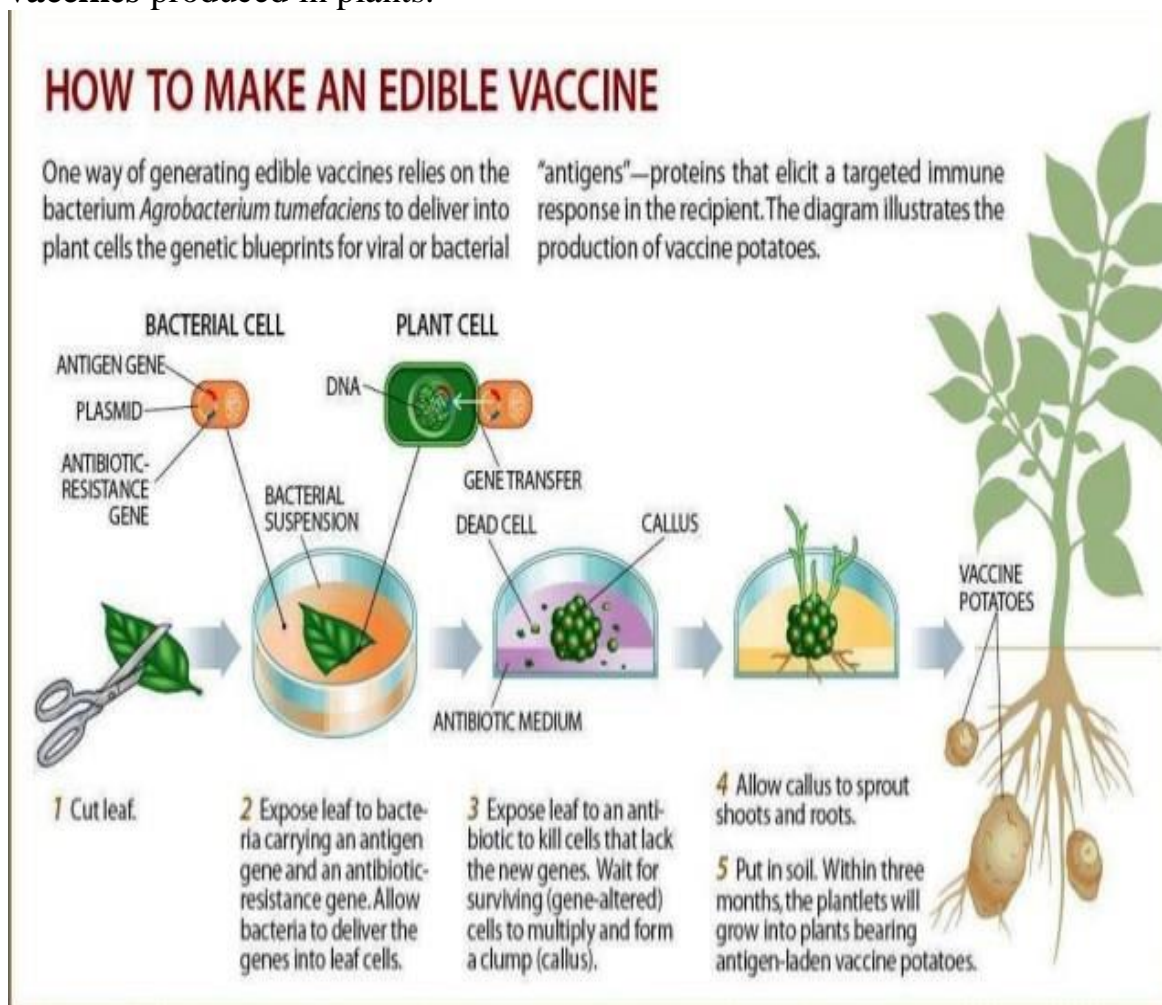 vaccines produced in plants.
HOW TO MAKE AN EDIBLE VACCINE
One way of generating edible vaccines relies on the
bacterium Agrobacterium tumefaciens to deliver into
plant cells the genetic blueprints for viral or bacterial
"antigens"—proteins that elicit a targeted immune
response in the recipient. The diagram illustrates the
production of vaccine potatoes.
BACTERIAL CELL
ANTIGEN GENE
PLASMID
ANTIBIOTIC-
RESISTANCE
GENE
PLANT CELL
DNA
GENE TRANSFER
BACTERIAL
SUSPENSION
DEAD CELL
CALLUS
ANTIBIOTIC MEDIUM
VACCINE
POTATOES
1 Cut leaf.
2 Expose leaf to bacte-
ria carrying an antigen
gene and an antibiotic-
resistance gene. Allow
bacteria to deliver the
genes into leaf cells.
3 Expose leaf to an anti-
biotic to kill cells that lack
the new genes. Wait for
surviving (gene-altered)
cells to multiply and form
a clump (callus).
4 Allow callus to sprout
shoots and roots.
5 Put in soil. Within three
months, the plantlets will
grow into plants bearing
antigen-laden vaccine potatoes.